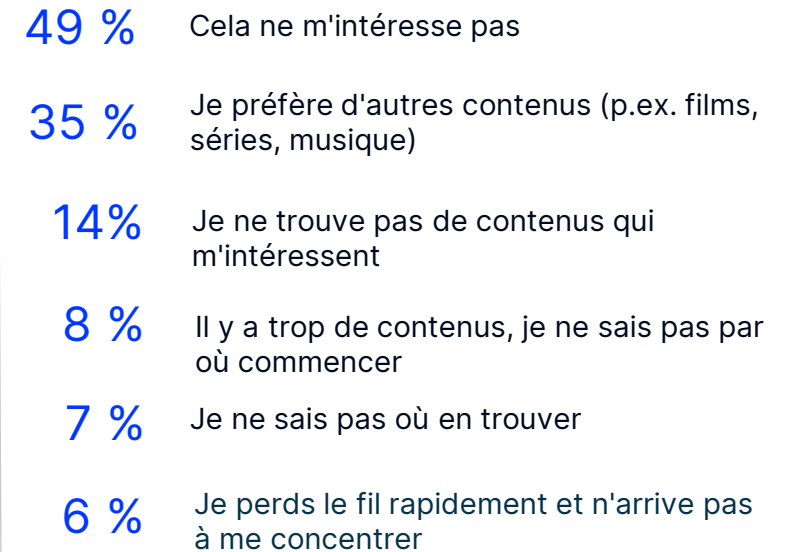 49 % Cela ne m'intéresse pas
35 % Je préfère d'autres contenus (p.ex. films,
séries, musique)
14% Je ne trouve pas de contenus qui
m'intéressent
8 % Il y a trop de contenus, je ne sais pas par
où commencer
7 % Je ne sais pas où en trouver
6 % Je perds le fil rapidement et n'arrive pas
à me concentrer